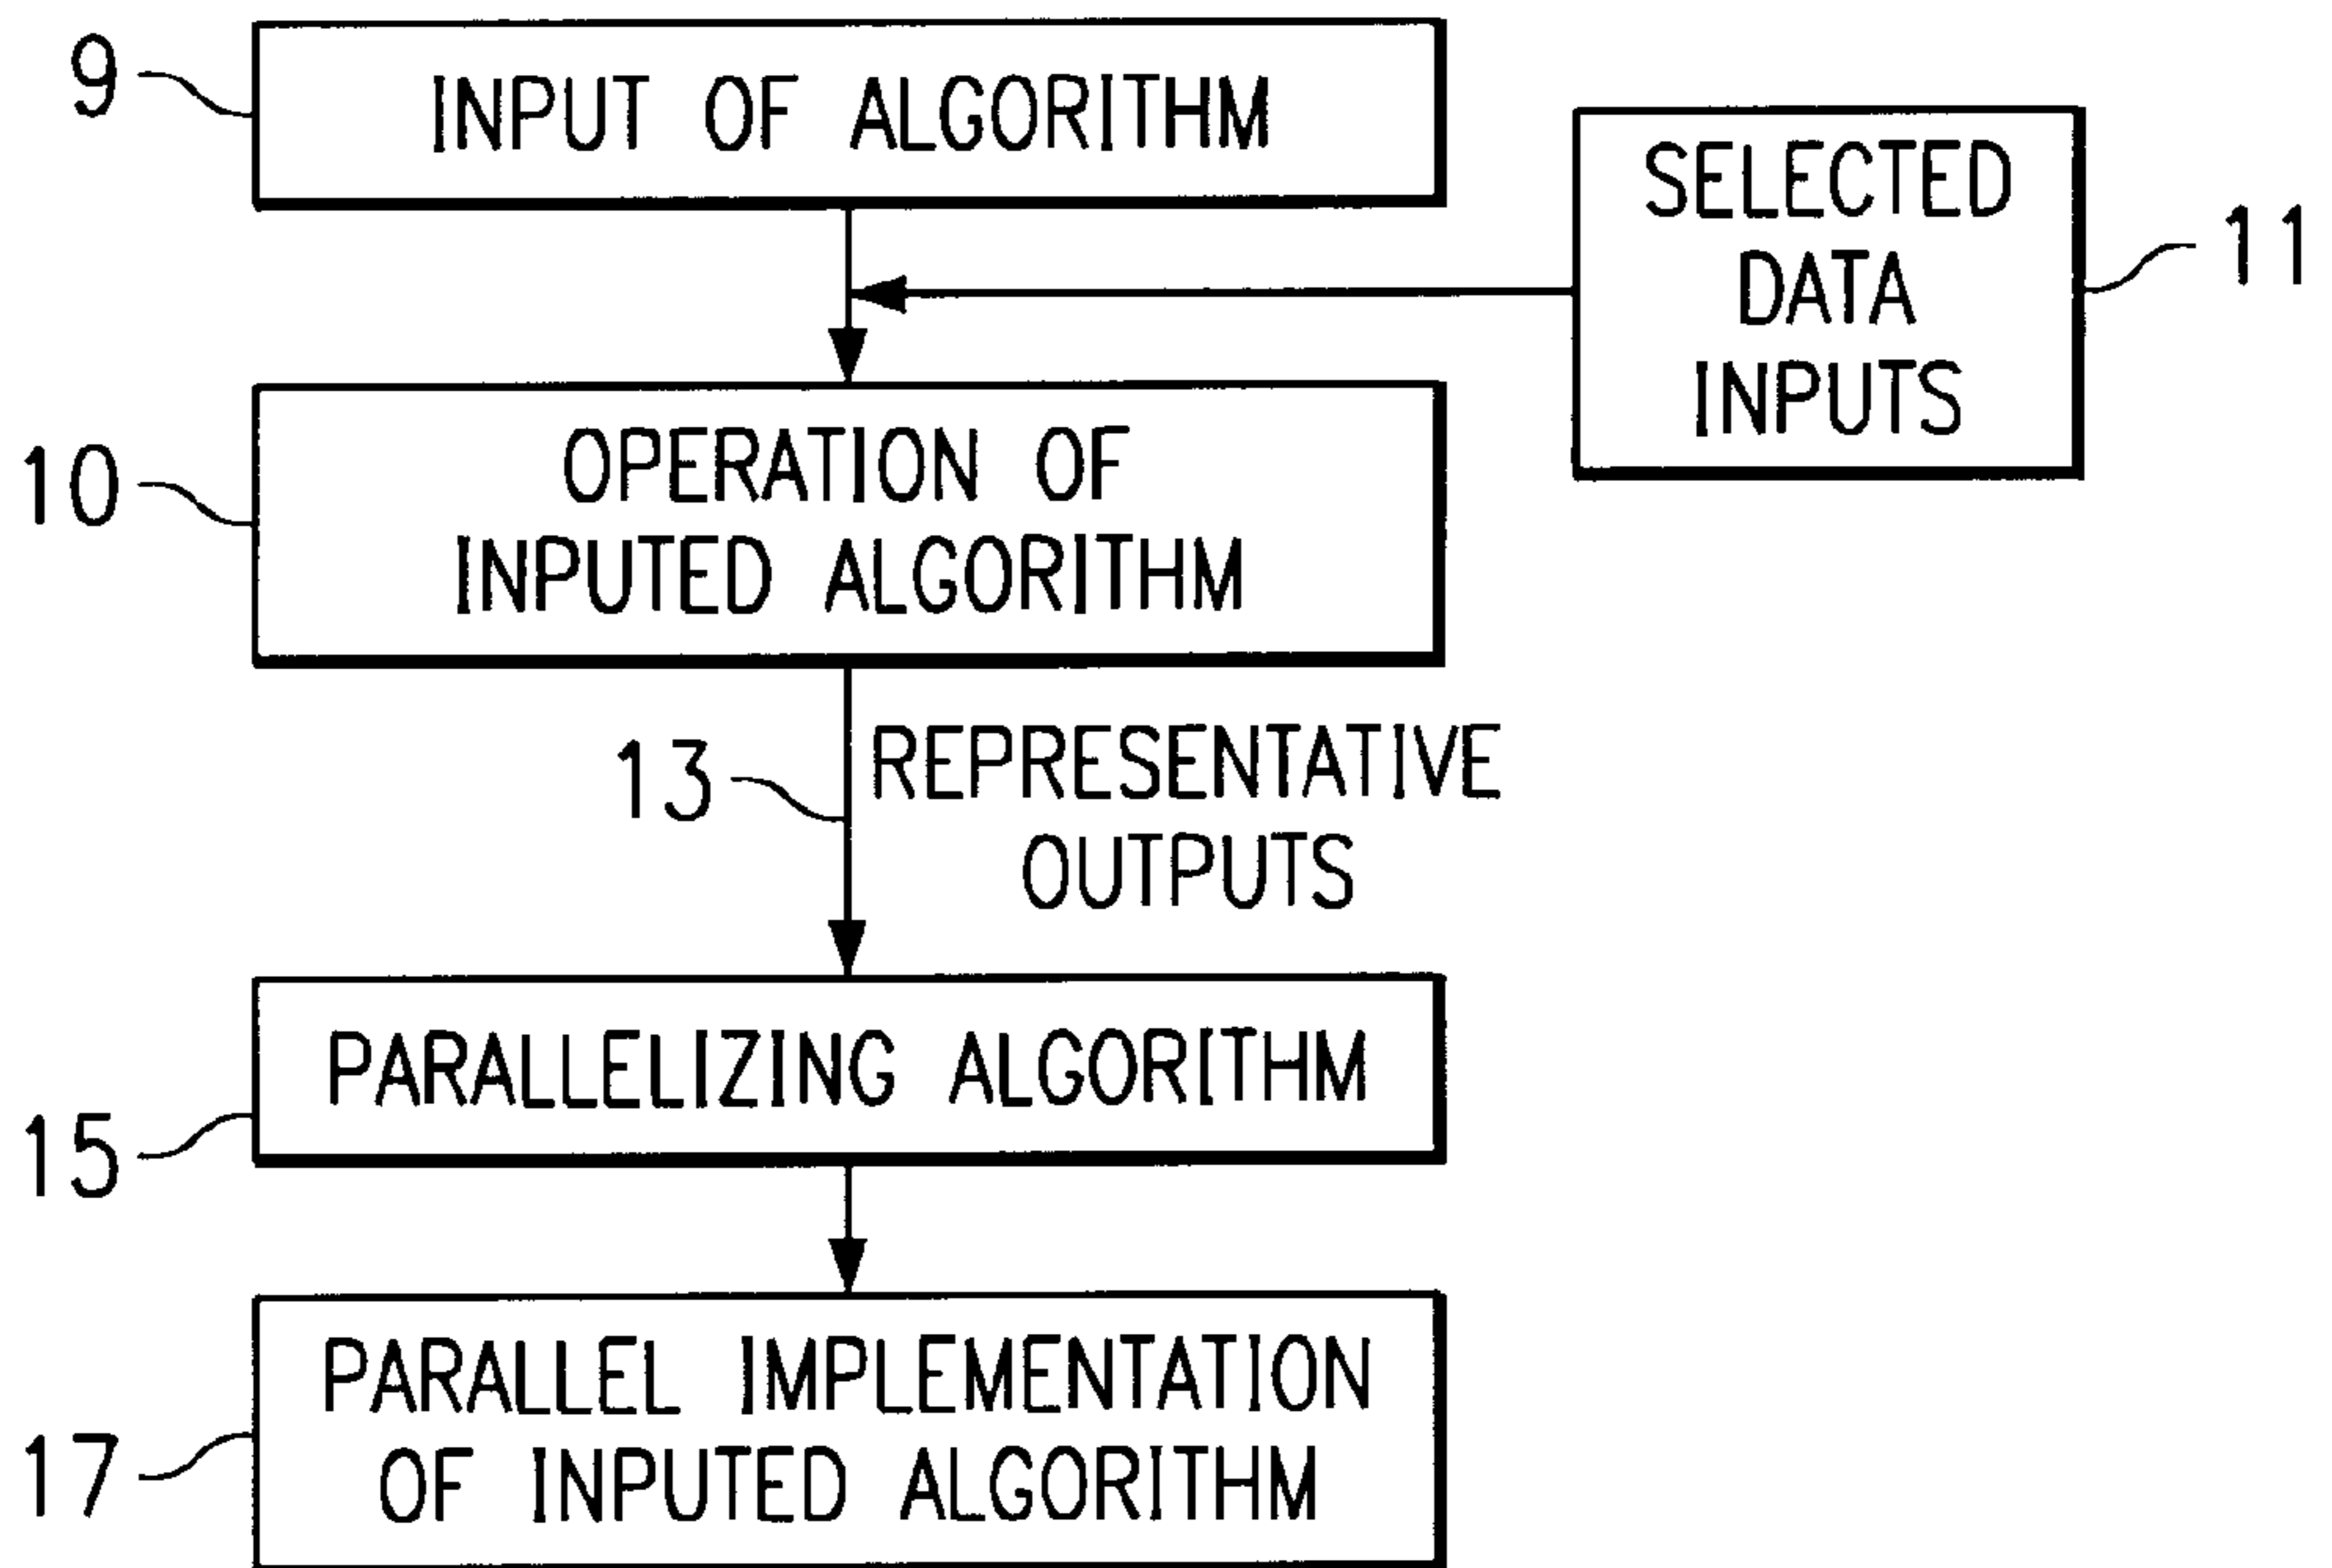 9
INPUT OF ALGORITHM
SELECTED
DATA
INPUTS
11
10
OPERATION OF
INPUTED ALGORITHM
13
REPRESENTATIVE
OUTPUTS
PARALLELIZING ALGORITHM
15
PARALLEL IMPLEMENTATION
OF INPUTED ALGORITHM
17